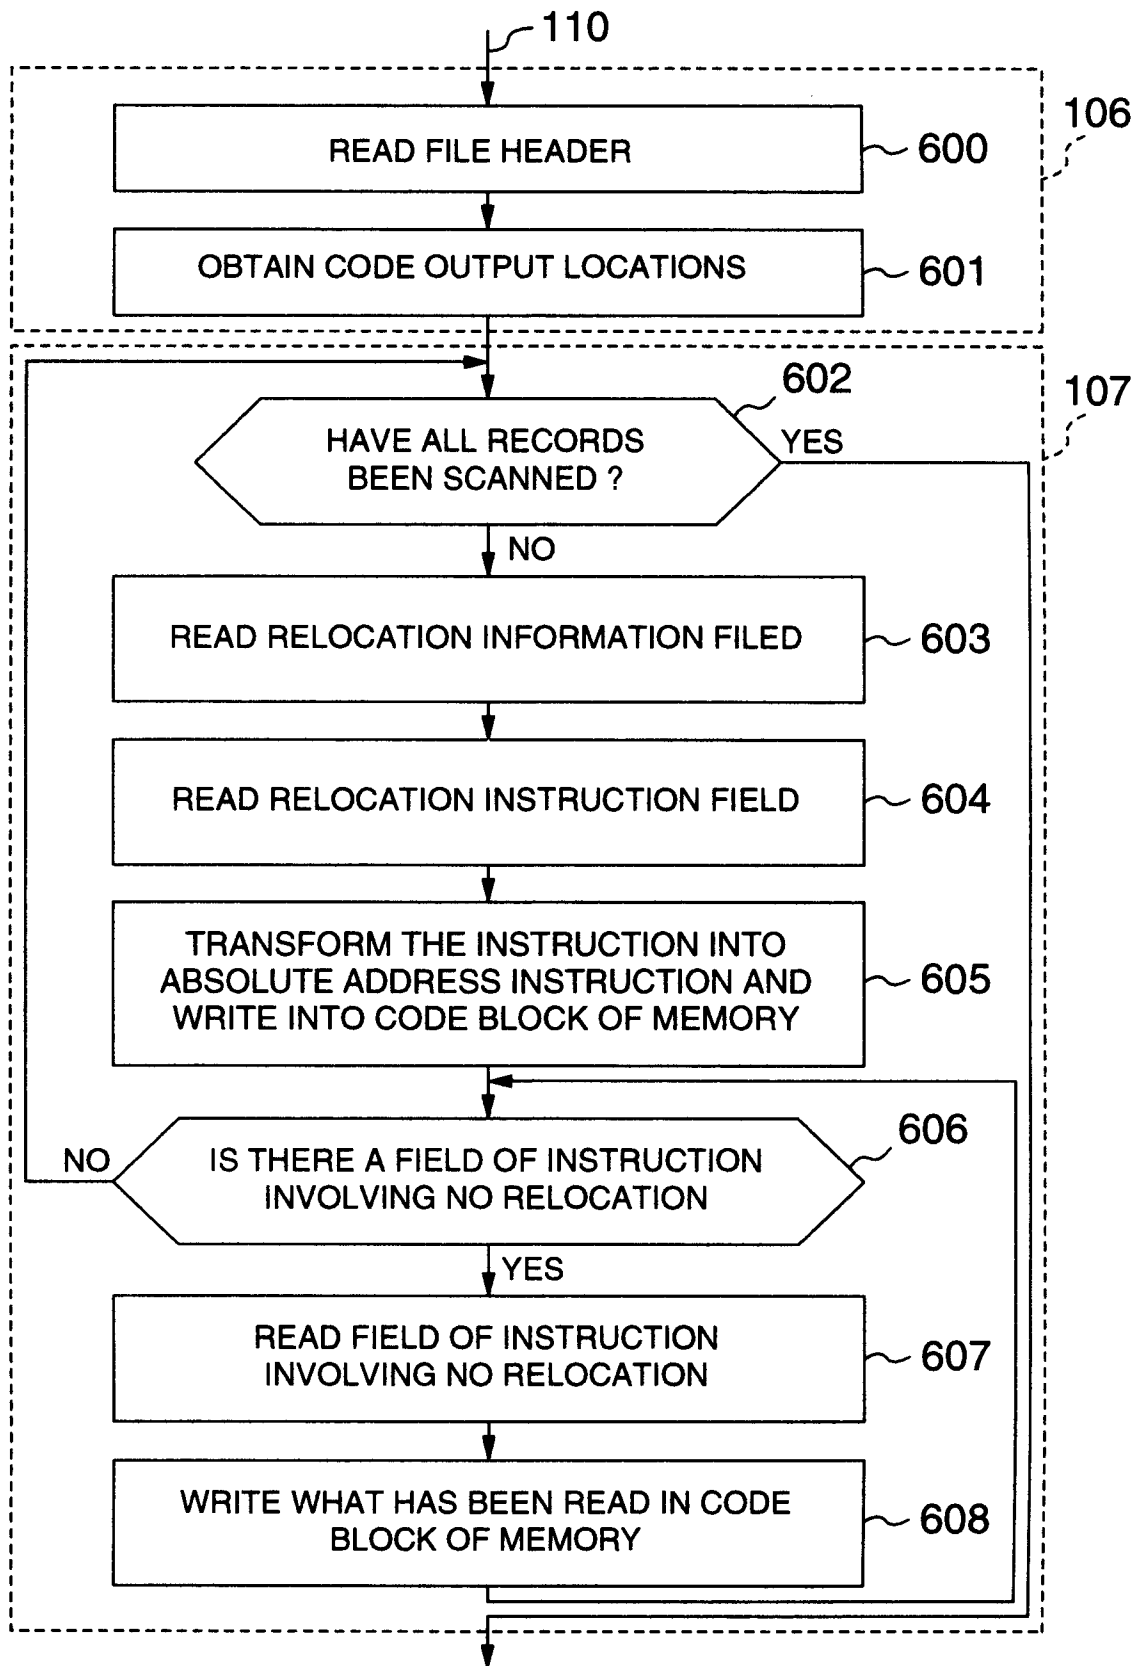 110
106
READ FILE HEADER
600
OBTAIN CODE OUTPUT LOCATIONS
601
107
602
HAVE ALL RECORDS
BEEN SCANNED ?
YES
NO
READ RELOCATION INFORMATION FILED
603
READ RELOCATION INSTRUCTION FIELD
604
TRANSFORM THE INSTRUCTION INTO
ABSOLUTE ADDRESS INSTRUCTION AND
WRITE INTO CODE BLOCK OF MEMORY
605
606
NO
IS THERE A FIELD OF INSTRUCTION
INVOLVING NO RELOCATION
YES
READ FIELD OF INSTRUCTION
INVOLVING NO RELOCATION
607
WRITE WHAT HAS BEEN READ IN CODE
BLOCK OF MEMORY
608